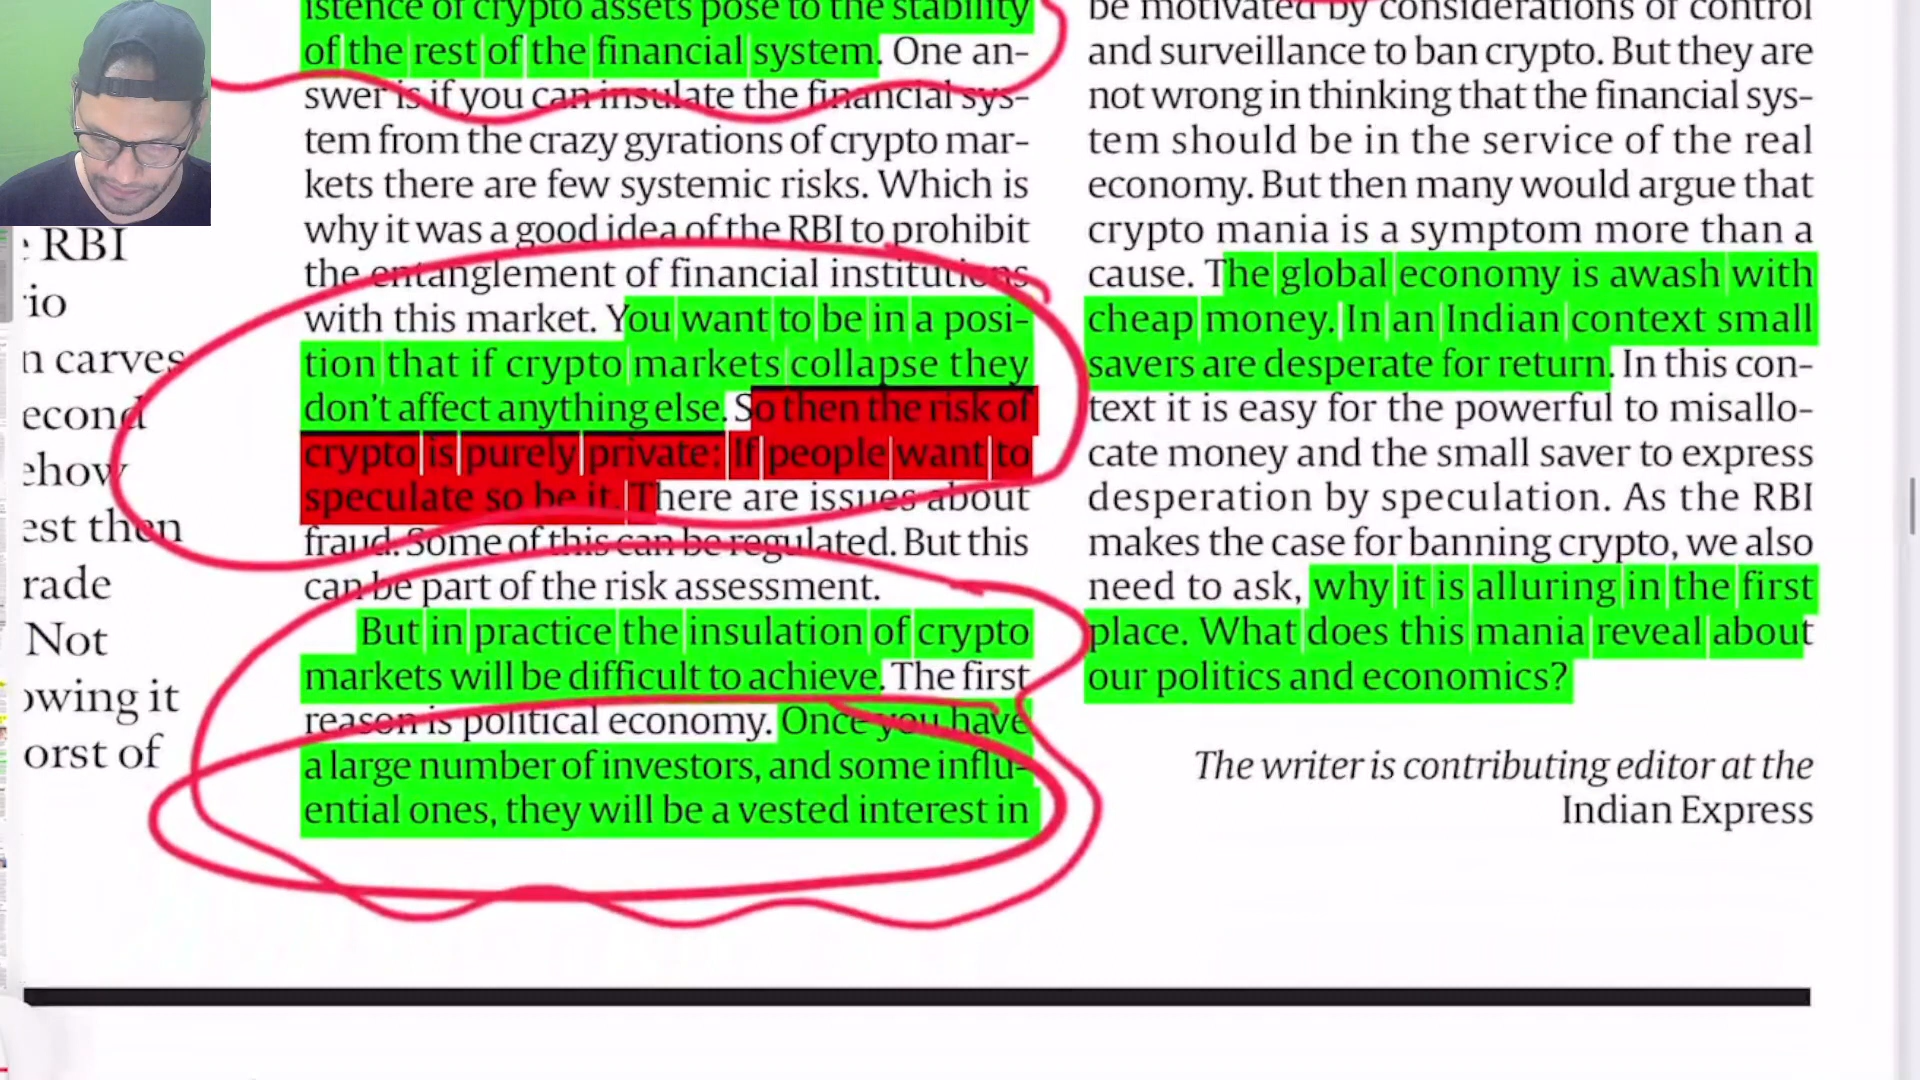 istence of crypto assets pose to the stability
of the rest of the financial system. One an-
swer is if you can insulate the financial sys-
tem from the crazy gyrations of crypto mar-
kets there are few systemic risks. Which is
why it was a good idea of the RBI to prohibit
the entanglement of financial institutions
with this market. You want to be in a posi-
tion that if crypto markets collapse they
don't affect anything else. So then the risk of
crypto is purely private: If people want to
speculate so be it. There are issues about
fraud. Some of this can be regulated. But this
can be part of the risk assessment.
But in practice the insulation of crypto
markets will be difficult to achieve. The first
reason is political economy. Once you have
a large number of investors, and some influ-
ential ones, they will be a vested interest in
be motivated by considerations of control
and surveillance to ban crypto. But they are
not wrong in thinking that the financial sys-
tem should be in the service of the real
economy. But then many would argue that
crypto mania is a symptom more than a
cause. The global economy is awash with
cheap money. In an Indian context small
savers are desperate for return. In this con-
text it is easy for the powerful to misallo-
cate money and the small saver to express
desperation by speculation. As the RBI
makes the case for banning crypto, we also
need to ask, why it is alluring in the first
place. What does this mania reveal about
our politics and economics?
The writer is contributing editor at the
Indian Express
RBI
io
n carves
econd
ehow
est then
rade
Not
owing it
orst of